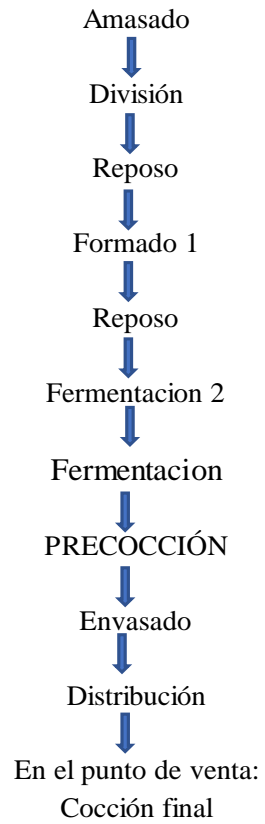 Amasado
División
Reposo
Formado 1
Reposo
Fermentacion 2
Fermentacion
PRECOCCIÓN
Envasado
Distribución
En el punto de venta:
Cocción final